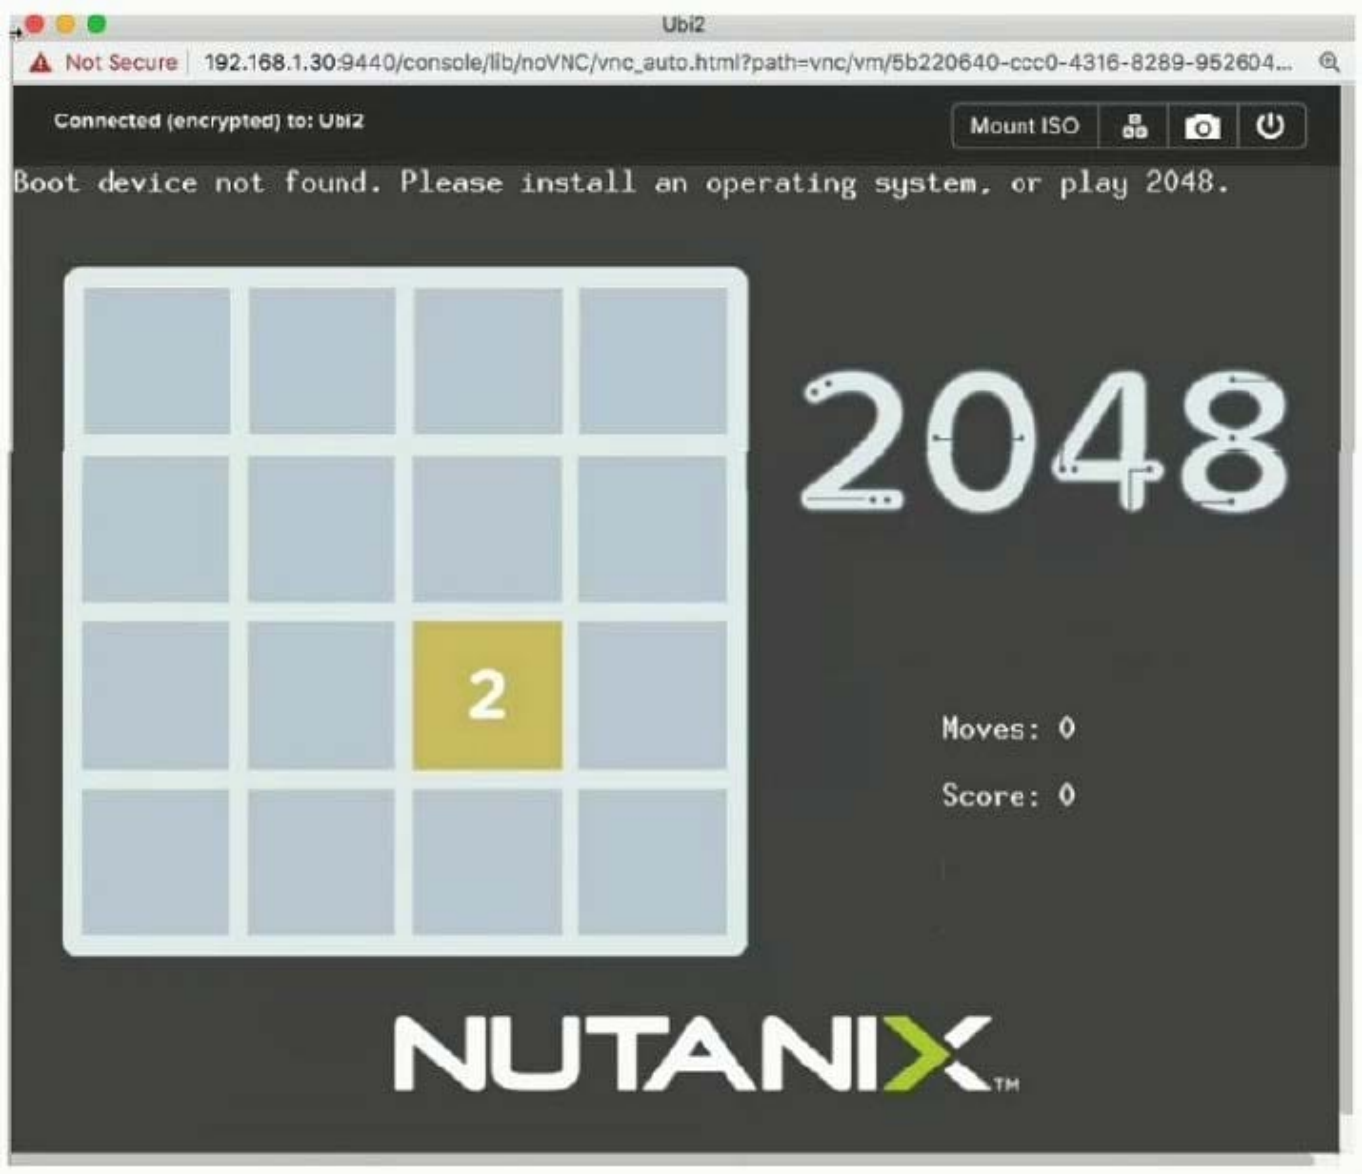 Ubi2
Not Secure 192.168.1.30:9440/console/lib/noVNC/vnc_auto.html?path=vnc/vm/5b220640-ccc0-4316-8289-952604...
Connected (encrypted) to: Ubi2 Mount ISO
Boot device not found. Please install an operating system, or play 2048.
2048
2
Moves: 0
Score: 0
NUTANIX™